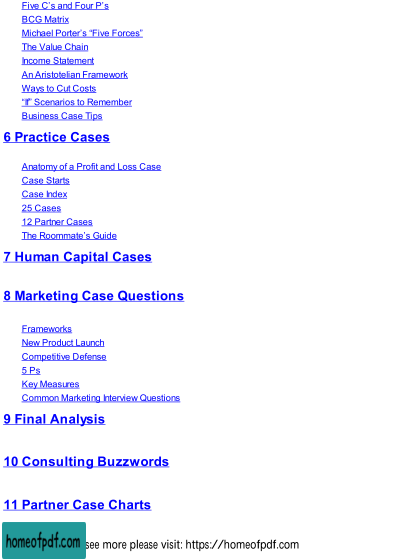 Five C's and Four P's
BCG Matrix
Michael Porter's "Five Forces"
The Value Chain
Income Statement
An Aristotelian Framework
Ways to Cut Costs
"If" Scenarios to Remember
Business Case Tips
6 Practice Cases
Anatomy of a Profit and Loss Case
Case Starts
Case Index
25 Cases
12 Partner Cases
The Roommate's Guide
7 Human Capital Cases
8 Marketing Case Questions
Frameworks
New Product Launch
Competitive Defense
5 Ps
Key Measures
Common Marketing Interview Questions
9 Final Analysis
10 Consulting Buzzwords
11 Partner Case Charts
homeofpdf.com see more please visit: https://homeofpdf.com